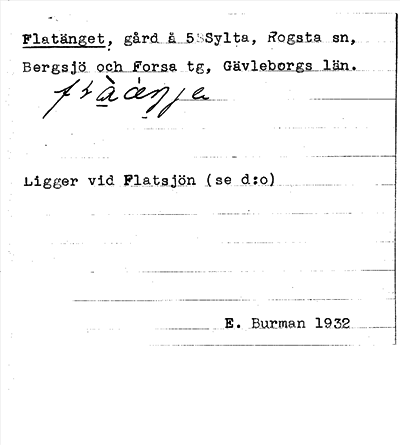 Flatänget, gård å 5 Sylta, Rogsta sn,
Bergsjö och Forsa tg, Gävleborgs län.
Ligger vid Flatsjön (se d:o)
E. Burman 1932